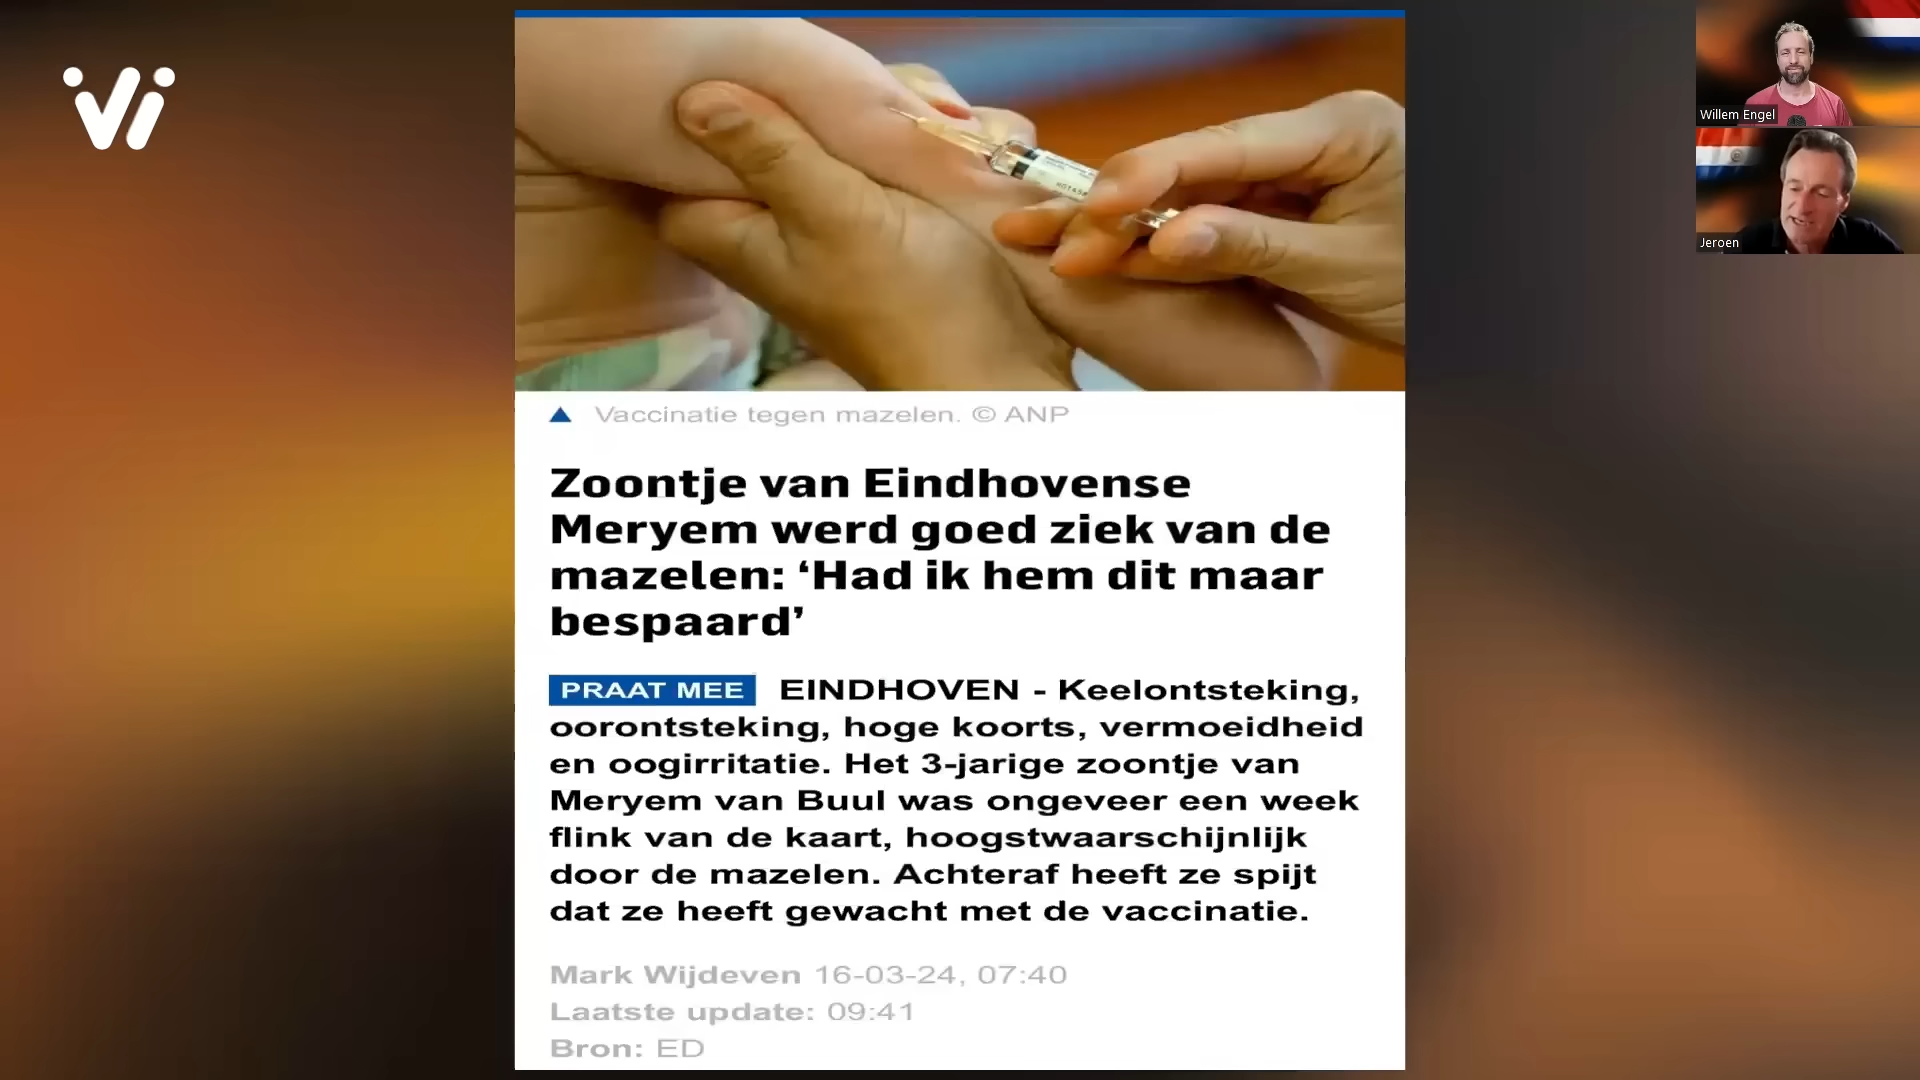 Vi
Willem Engel
Jeroen
Vaccinatie tegen mazelen. © ANP
Zoontje van Eindhovense
Meryem werd goed ziek van de
mazelen: ‘Had ik hem dit maar
bespaard’
PRAAT MEE EINDHOVEN - Keelontsteking,
oorontsteking, hoge koorts, vermoeidheid
en oogirritatie. Het 3-jarige zoontje van
Meryem van Buul was ongeveer een week
flink van de kaart, hoogstwaarschijnlijk
door de mazelen. Achteraf heeft ze spijt
dat ze heeft gewacht met de vaccinatie.
Mark Wijdeven 16-03-24, 07:40
Laatste update: 09:41
Bron: ED